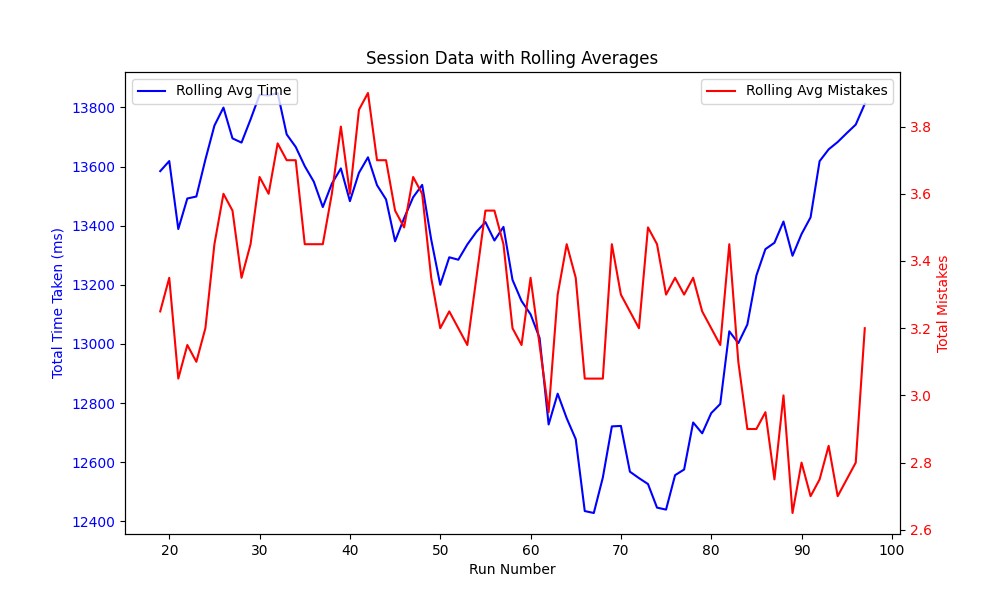 Session Data with Rolling Averages
Rolling Avg Time
Rolling Avg Mistakes
13800
13600
13400
13200
13000
12800
12600
12400
Total Time Taken (ms)
3.8
3.6
3.4
3.2
3.0
2.8
2.6
Total Mistakes
20 30 40 50 60 70 80 90 100
Run Number